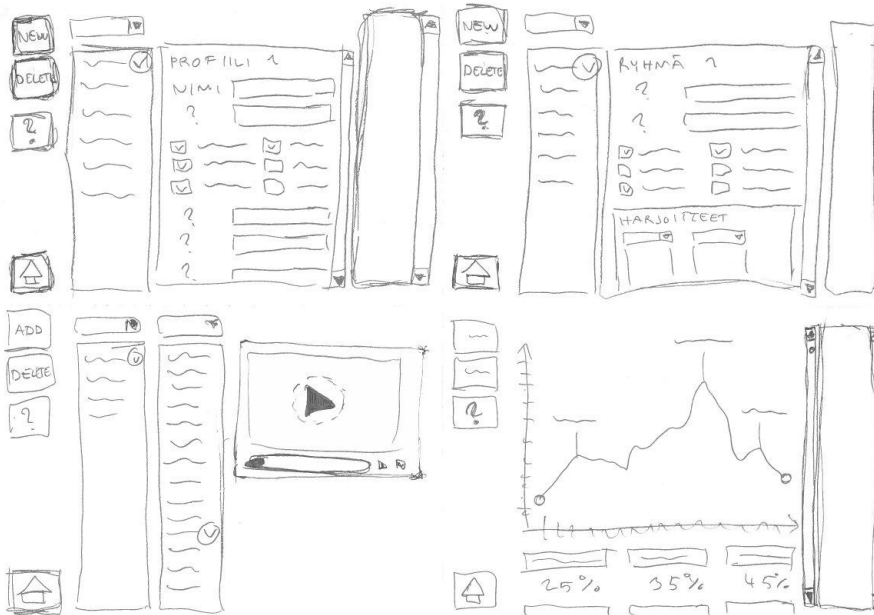 NEW
DELETE
?
PROFIILI 1
NIMI
?
?
?
?
NEW
DELETE
?
RYHMÄ 1
?
?
HARJOITTEET
ADD
DELETE
?
?
25% 35% 45%